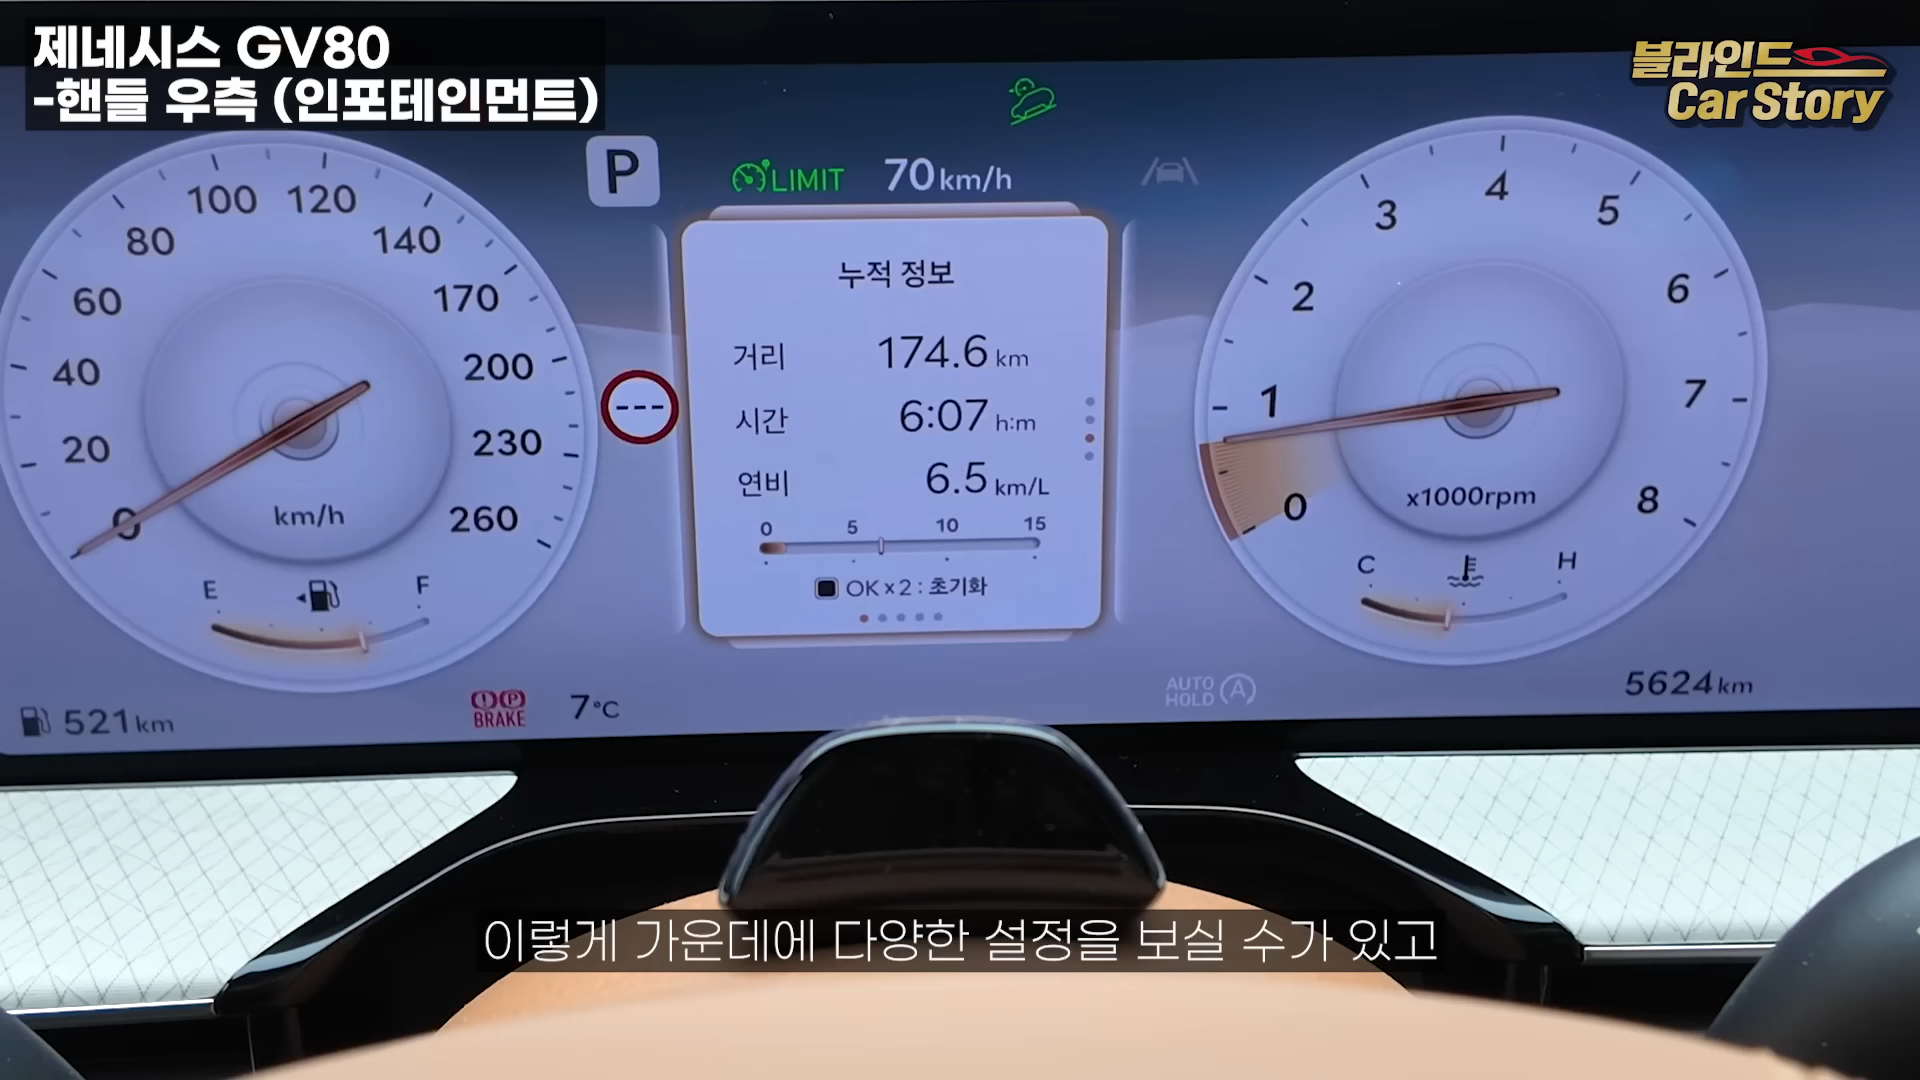 제네시스 GV80
-핸들 우측 (인포테인먼트)
블라인드
Car Story
P
LIMIT 70 km/h
0 20 40 60 80 100 120 140 170 200 230 260
km/h
E F
---
누적 정보
거리 174.6 km
시간 6:07 h:m
연비 6.5 km/L
0 5 10 15
OK x 2 : 초기화
0 1 2 3 4 5 6 7 8
x1000rpm
C H
521 km
BRAKE
P
7°C
AUTO HOLD
A
5624 km
이렇게 가운데에 다양한 설정을 보실 수가 있고